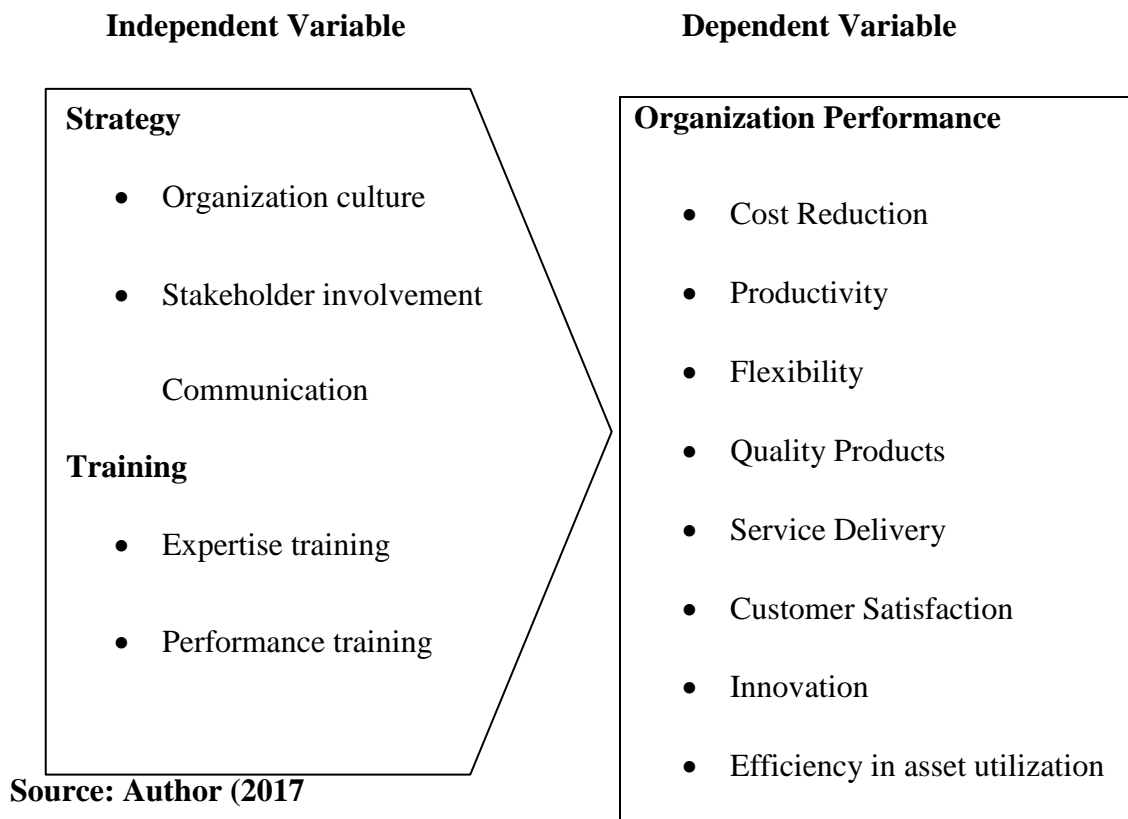 Independent Variable
Dependent Variable
Strategy
• Organization culture
• Stakeholder involvement
Communication
Training
• Expertise training
• Performance training
Organization Performance
• Cost Reduction
• Productivity
• Flexibility
• Quality Products
• Service Delivery
• Customer Satisfaction
• Innovation
• Efficiency in asset utilization
Source: Author (2017